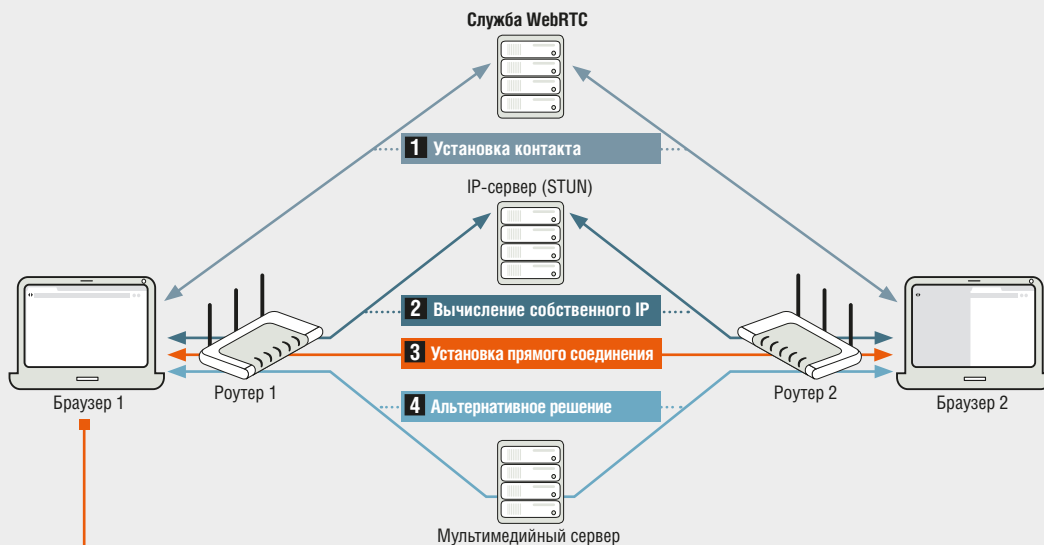 Служба WebRTC
1 Установка контакта
IP-сервер (STUN)
2 Вычисление собственного IP
3 Установка прямого соединения
Браузер 1
Роутер 1
Роутер 2
Браузер 2
4 Альтернативное решение
Мультимедийный сервер